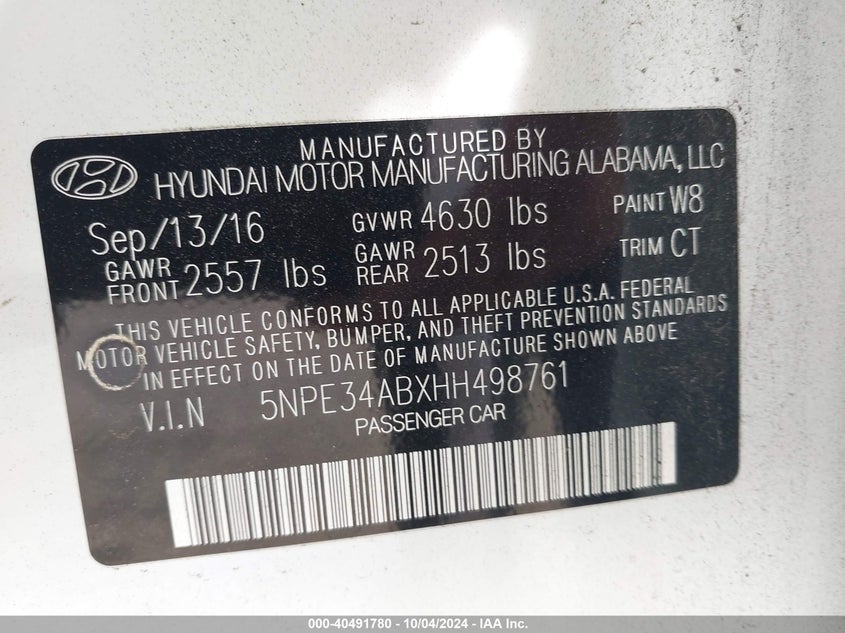 MANUFACTURED BY
HYUNDAI MOTOR MANUFACTURING ALABAMA, LLC
Sep/13/16 GVWR 4630 lbs PAINT W8
GAWR FRONT 2557 lbs GAWR REAR 2513 lbs TRIM CT
THIS VEHICLE CONFORMS TO ALL APPLICABLE U.S.A. FEDERAL
MOTOR VEHICLE SAFETY, BUMPER, AND THEFT PREVENTION STANDARDS
IN EFFECT ON THE DATE OF MANUFACTURE SHOWN ABOVE
V.I.N 5NPE34ABXHH498761
PASSENGER CAR
000-40491780 - 10/04/2024 - IAA Inc.